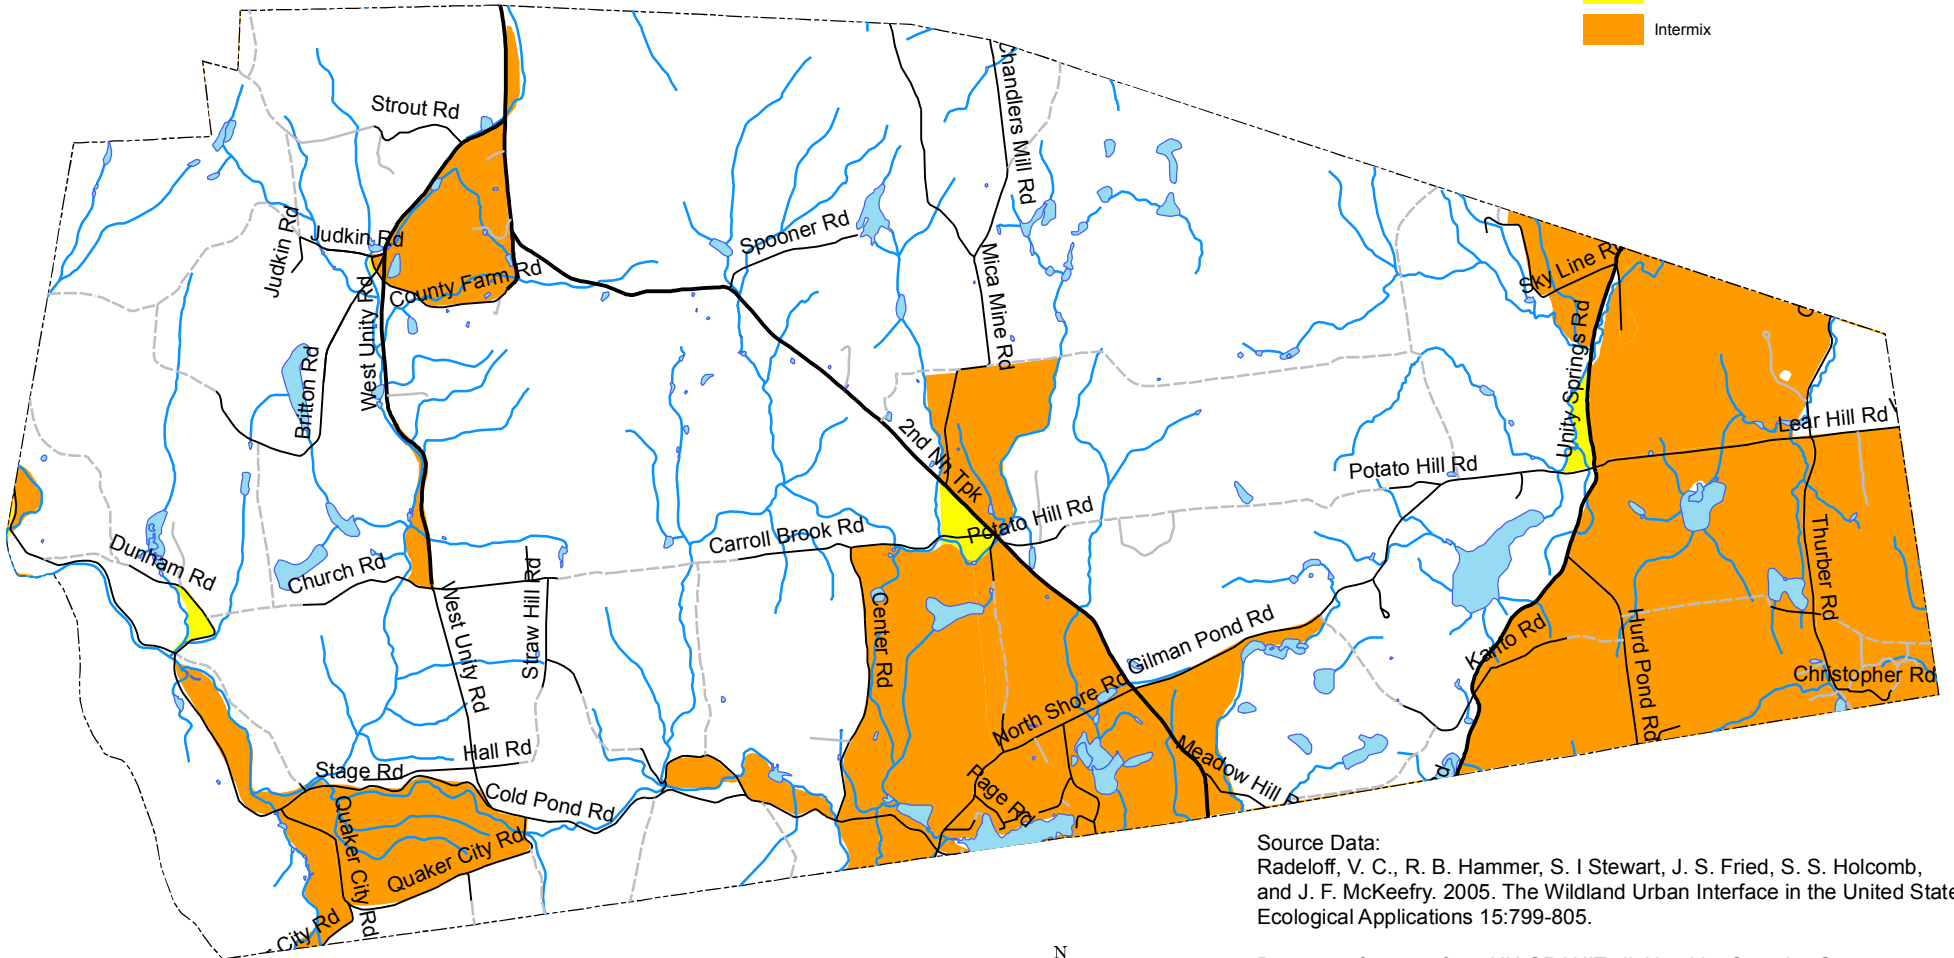 Intermix
Strout Rd
Chandlers Mill Rd
Judkin Rd
Judkin Rd
Spooner Rd
Mica Mine Rd
Sky Line R
County Farm Rd
West Unity Rd
Britton Rd
Unity Springs Rd
2nd Nh Tpk
Lear Hill Rd
Potato Hill Rd
Potato Hill Rd
Carroll Brook Rd
Dunham Rd
Church Rd
Straw Hill Rd
West Unity Rd
Center Rd
Thurber Rd
Gilman Pond Rd
Kanto Rd
Hurd Pond Rd
Christopher Rd
North Shore Rd
Hall Rd
Stage Rd
Meadow Hill R
Page Rd
Cold Pond Rd
Quaker City Rd
Quaker City Rd
City Rd
N
Source Data:
Radeloff, V. C., R. B. Hammer, S. I Stewart, J. S. Fried, S. S. Holcomb,
and J. F. McKeefry. 2005. The Wildland Urban Interface in the United State
Ecological Applications 15:799-805.